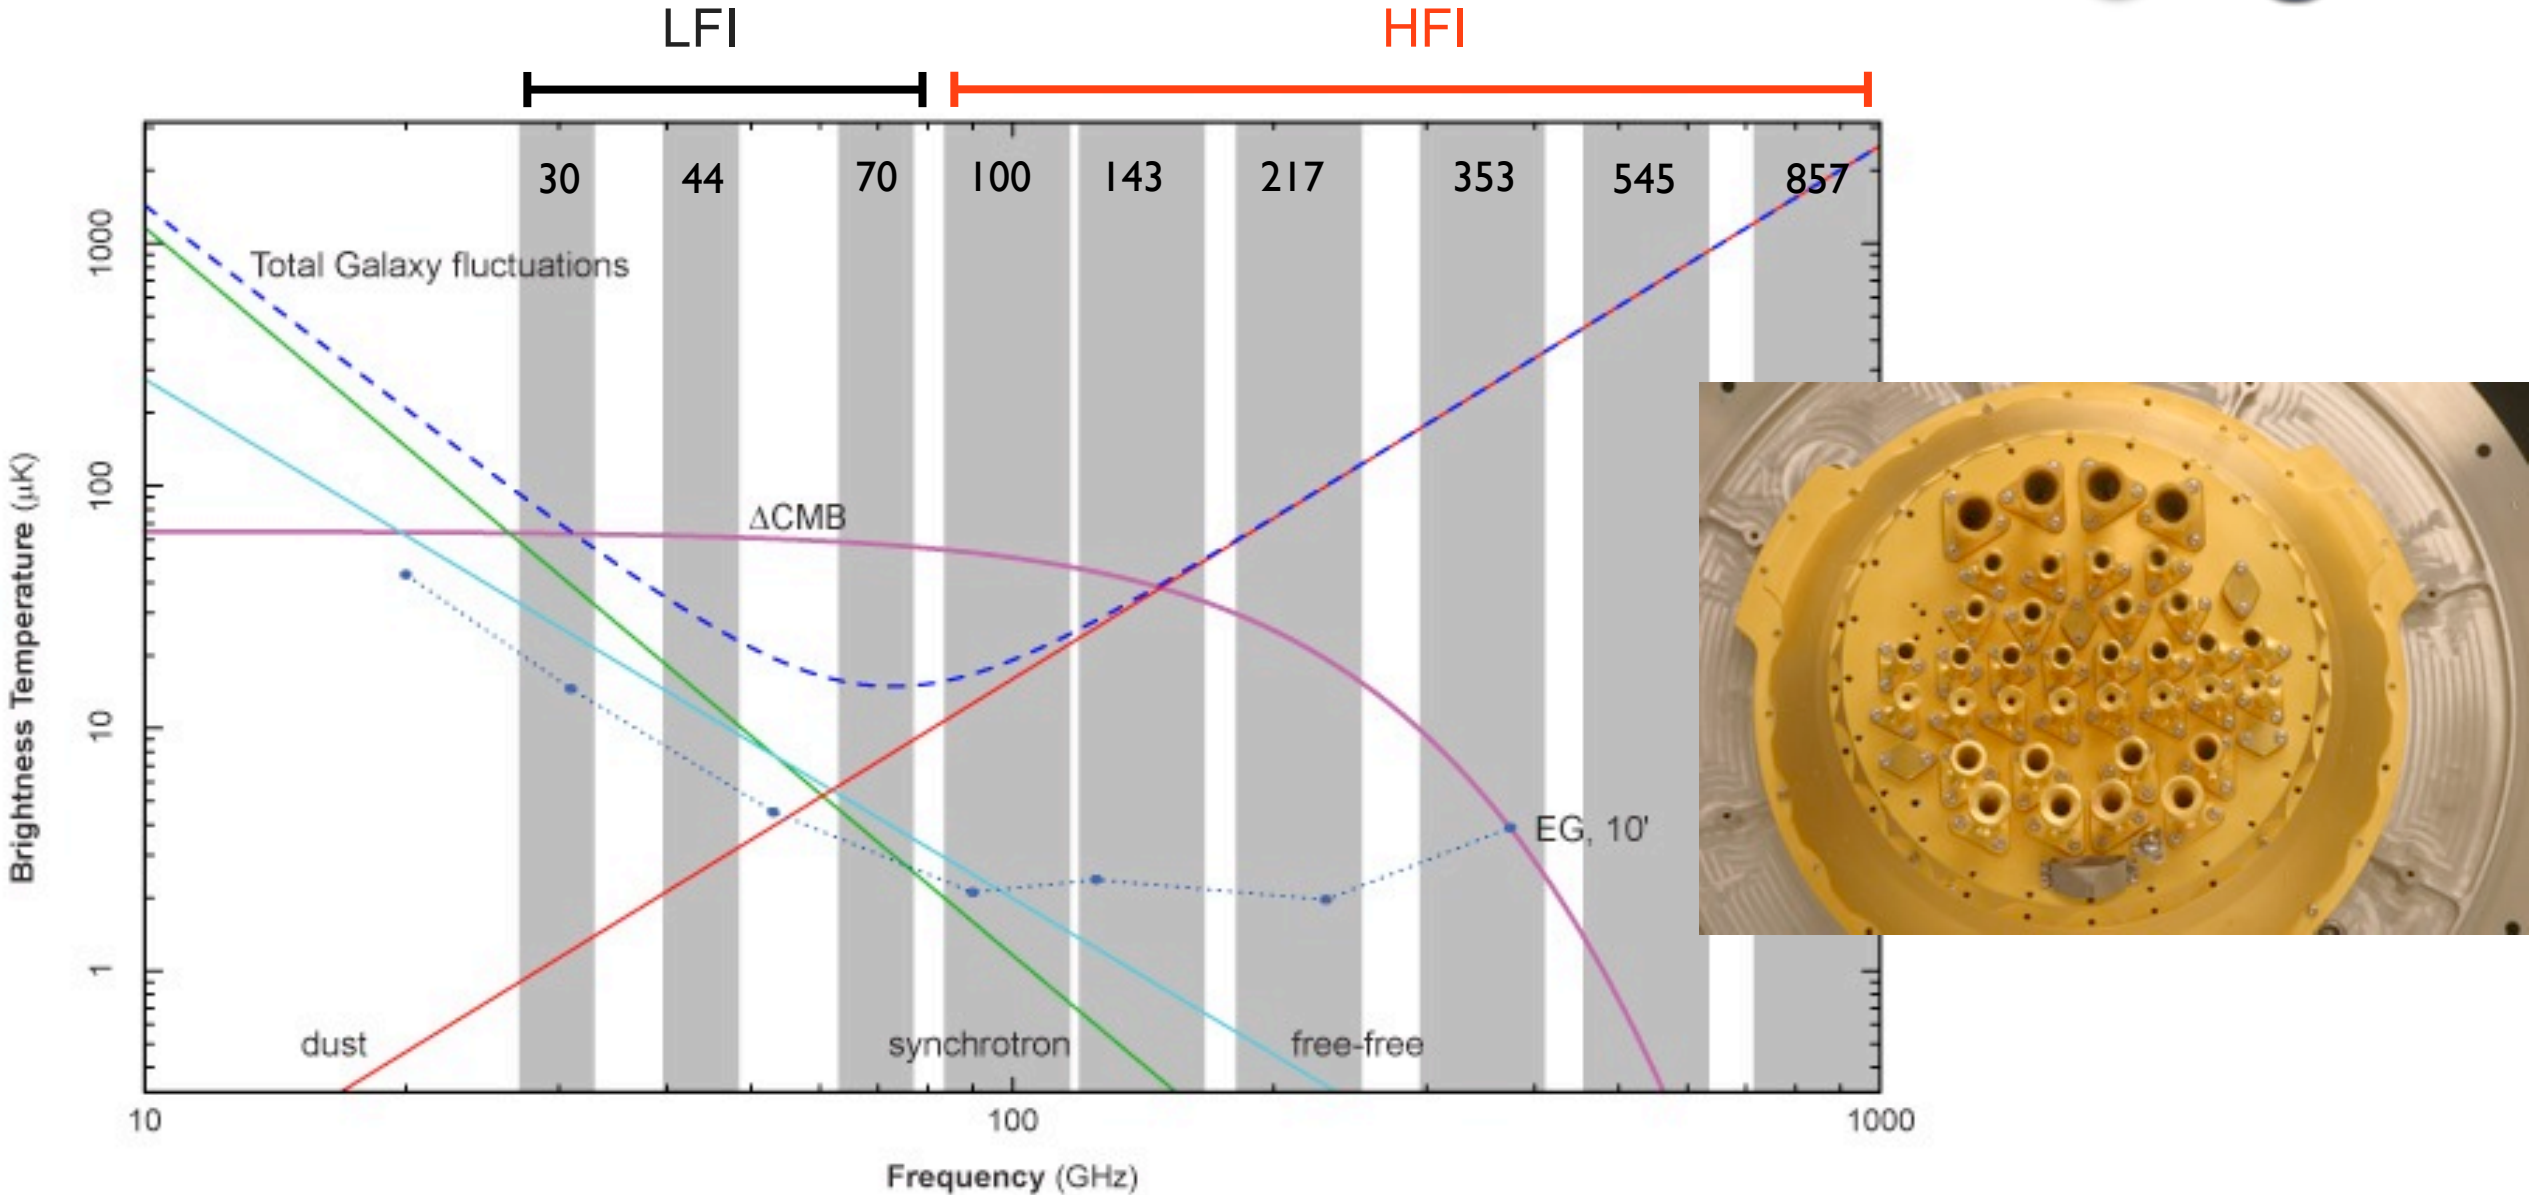 LFI HFI
30 44 70 100 143 217 353 545 857
1000
Total Galaxy fluctuations
100
ΔCMB
Brightness Temperature (μK)
10
EG, 10'
1
dust synchrotron free-free
10 100 1000
Frequency (GHz)